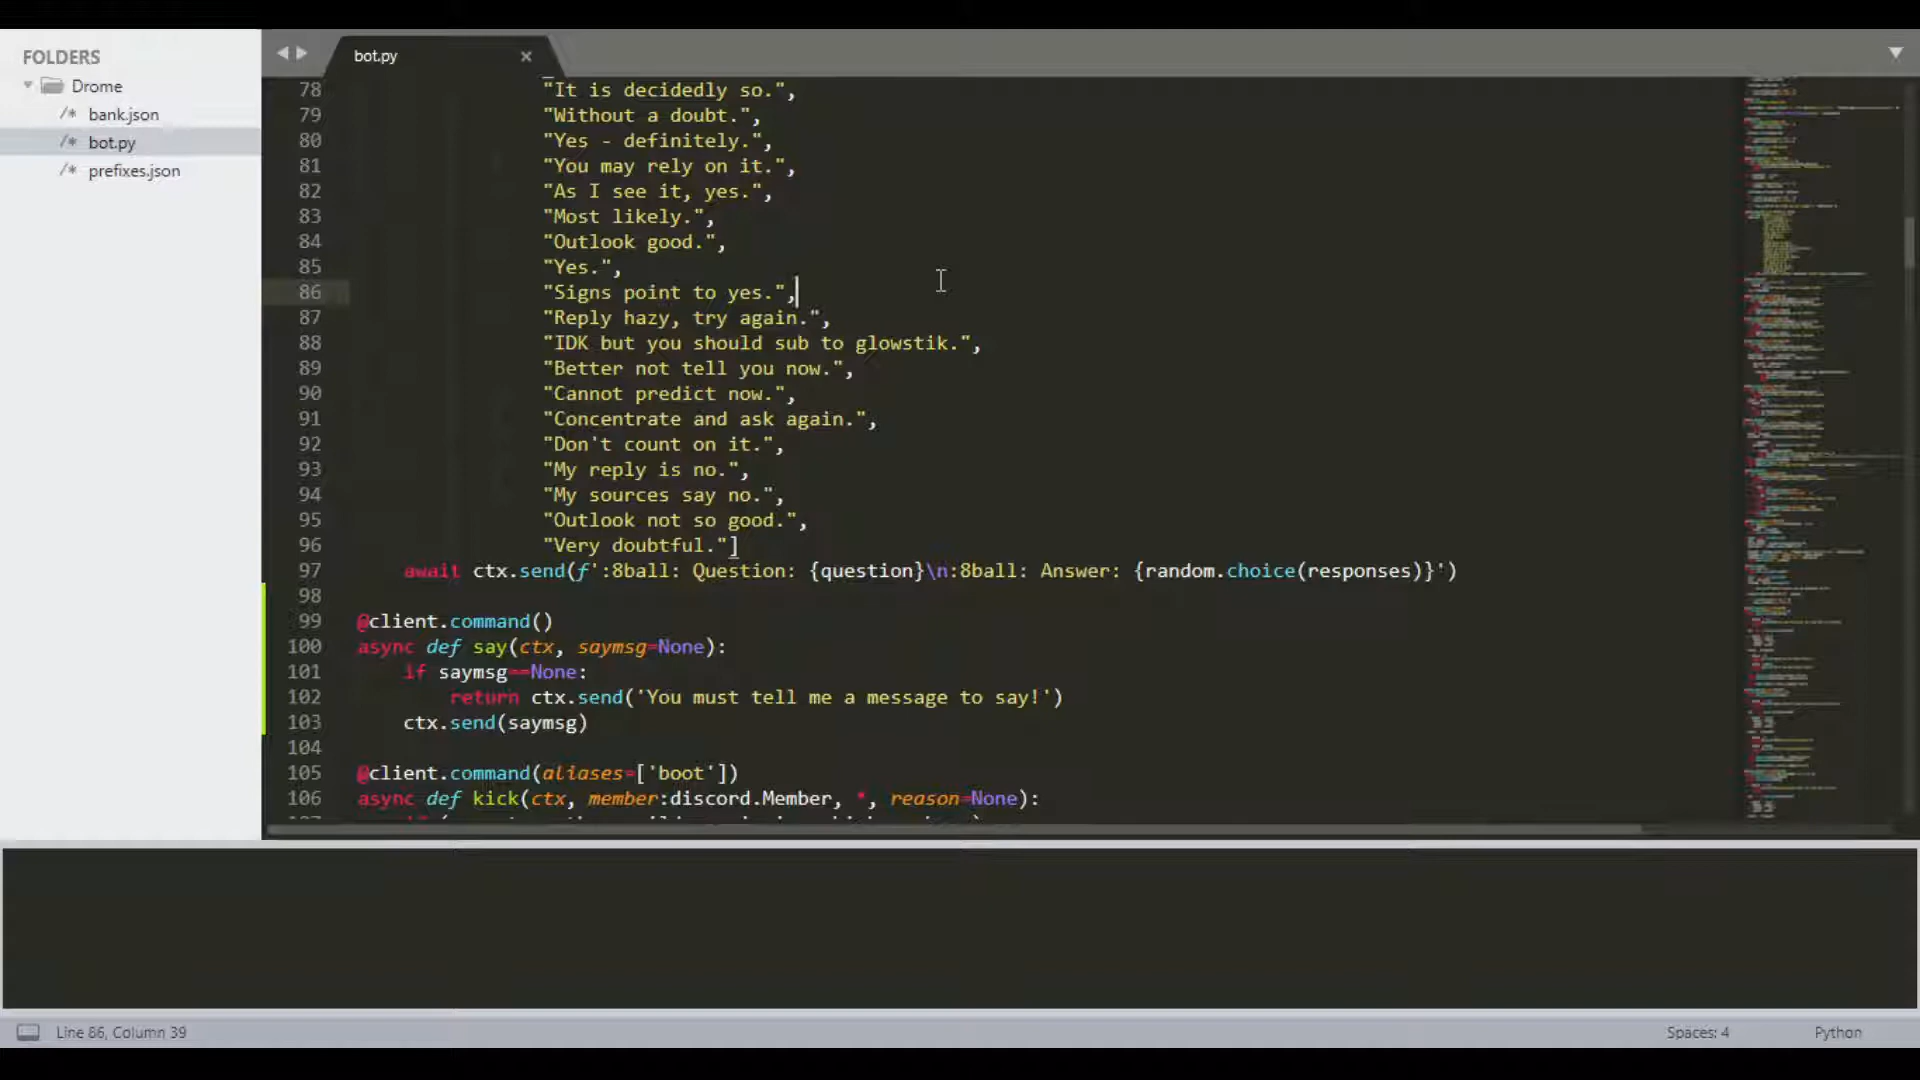 FOLDERS
Drome
/* bank.json
/* bot.py
/* prefixes.json
bot.py
78 "It is decidedly so.",
79 "Without a doubt.",
80 "Yes - definitely.",
81 "You may rely on it.",
82 "As I see it, yes.",
83 "Most likely.",
84 "Outlook good.",
85 "Yes.",
86 "Signs point to yes.",
87 "Reply hazy, try again.",
88 "IDK but you should sub to glowstik.",
89 "Better not tell you now.",
90 "Cannot predict now.",
91 "Concentrate and ask again.",
92 "Don't count on it.",
93 "My reply is no.",
94 "My sources say no.",
95 "Outlook not so good.",
96 "Very doubtful."]
97 await ctx.send(f':8ball: Question: {question}\n:8ball: Answer: {random.choice(responses)}')
98
99 @client.command()
100 async def say(ctx, saymsg=None):
101 if saymsg==None:
102 return ctx.send('You must tell me a message to say!')
103 ctx.send(saymsg)
104
105 @client.command(aliases=['boot'])
106 async def kick(ctx, member:discord.Member, *, reason=None):
Line 86, Column 39
Spaces: 4
Python